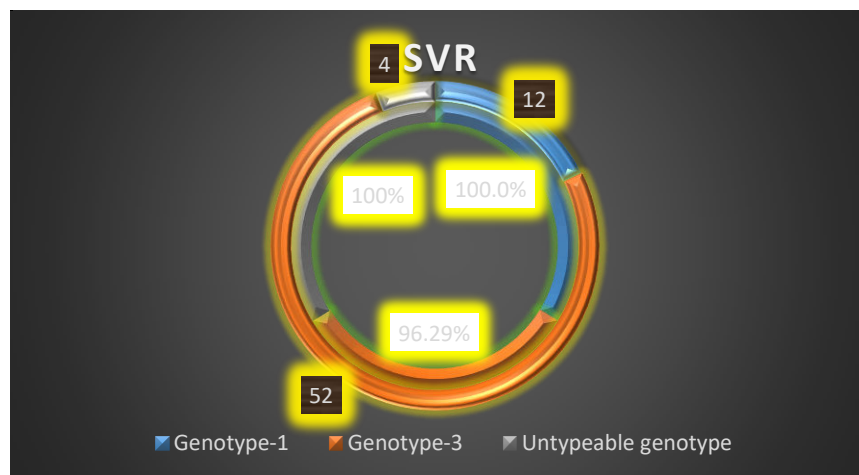 SVR
4
12
100%
100.0%
96.29%
52
Genotype-1
Genotype-3
Untypeable genotype